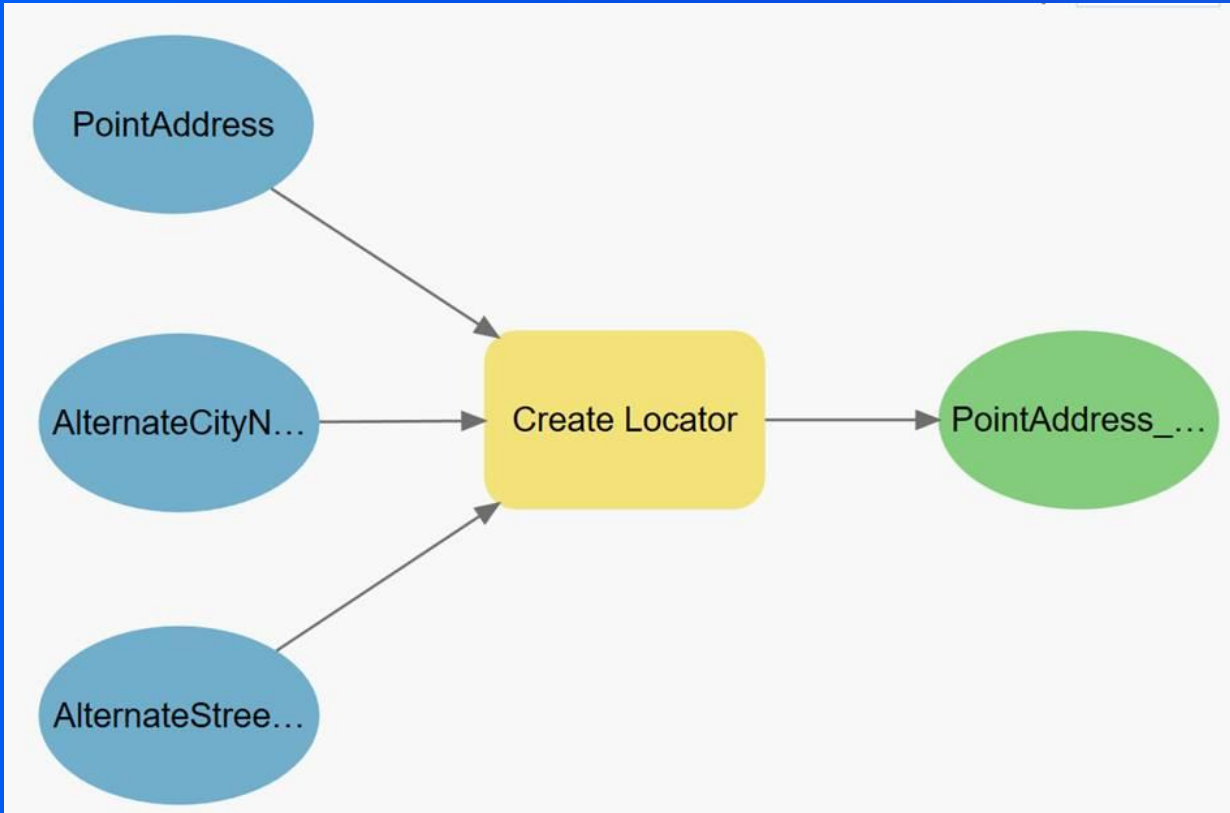 PointAddress
AlternateCityN...
Create Locator
PointAddress_...
AlternateStree...